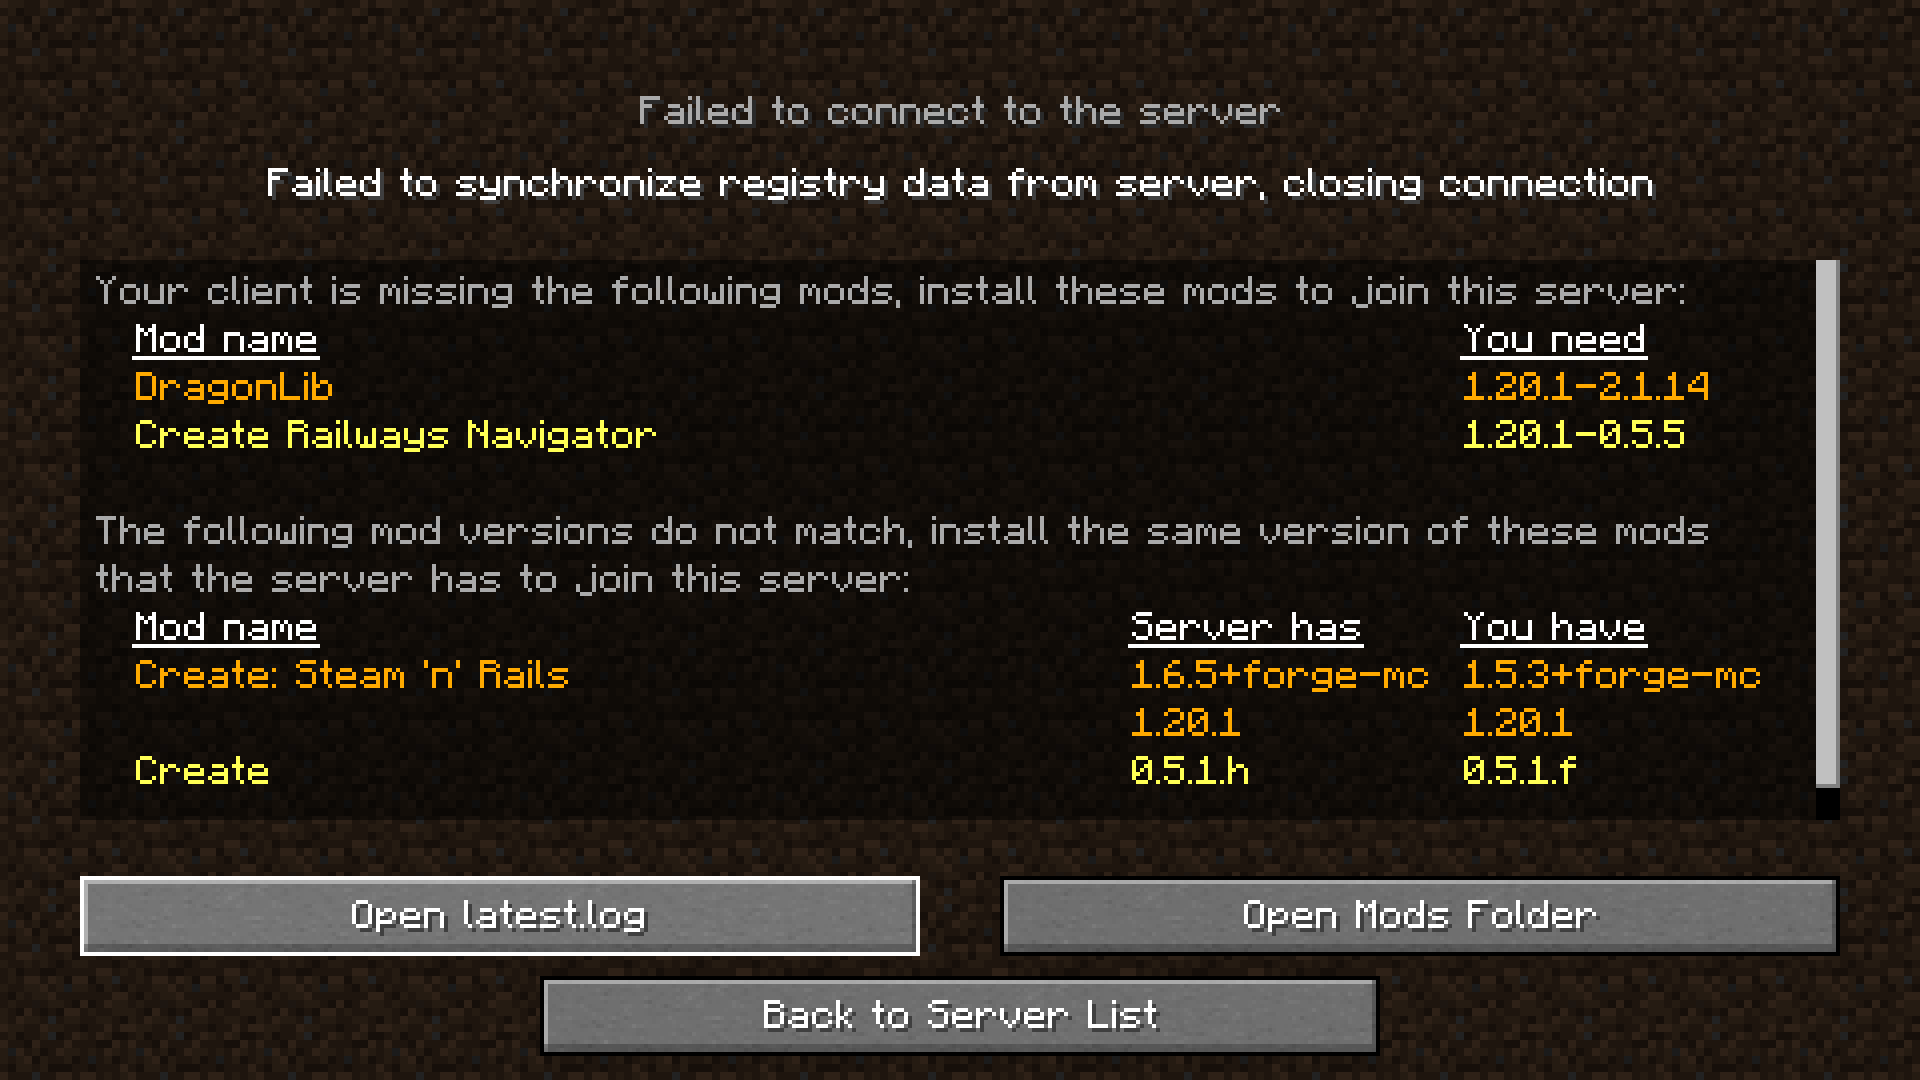 Failed to connect to the server
Failed to synchronize registry data from server, closing connection
Your client is missing the following mods, install these mods to join this server:
Mod name You need
DragonLib 1.20.1-2.1.14
Create Railways Navigator 1.20.1-0.5.5
The following mod versions do not match, install the same version of these mods
that the server has to join this server:
Mod name Server has You have
Create: Steam 'n' Rails 1.6.5+forge-mc 1.5.3+forge-mc
1.20.1 1.20.1
Create 0.5.1.h 0.5.1.f
Open latest.log Open Mods Folder
Back to Server List